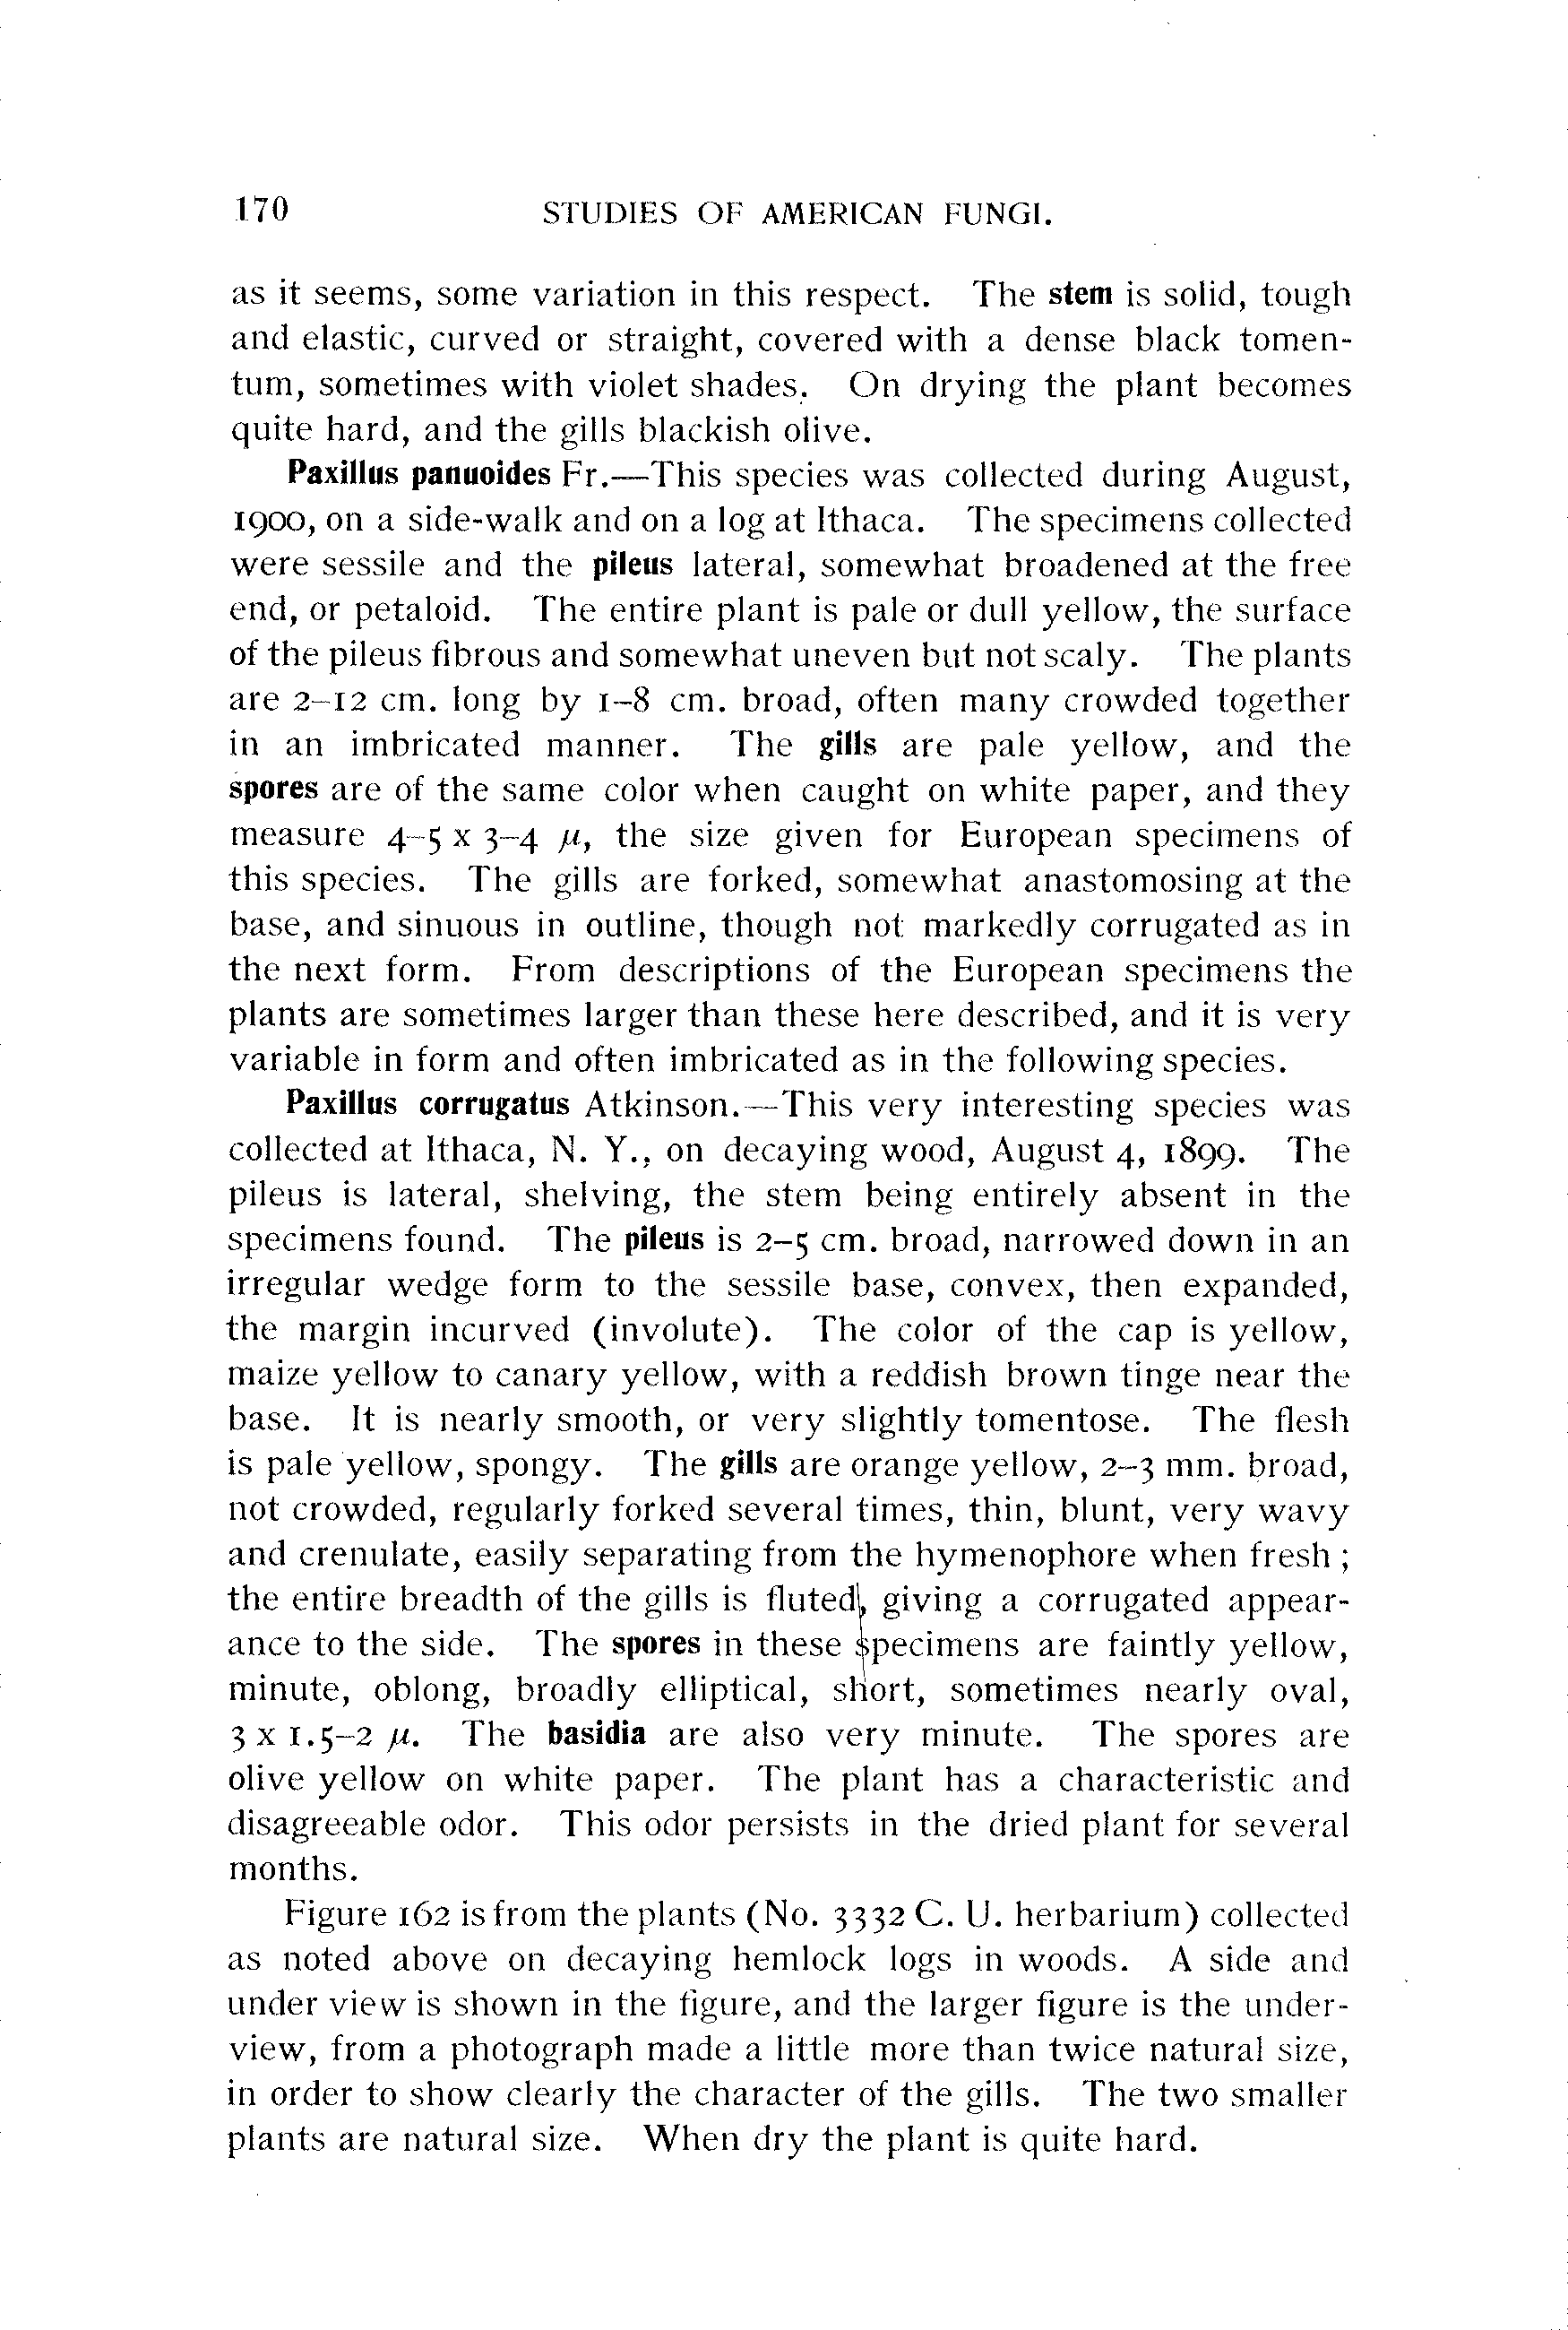 170 STUDIES OF AMERICAN FUNGI.
as it seems, some variation in this respect. The stem is solid, tough
and elastic, curved or straight, covered with a dense black tomen-
tum, sometimes with violet shades. On drying the plant becomes
quite hard, and the gills blackish olive.
Paxillus panuoides Fr.—This species was collected during August,
1900, on a side-walk and on a log at Ithaca. The specimens collected
were sessile and the pileus lateral, somewhat broadened at the free
end, or petaloid. The entire plant is pale or dull yellow, the surface
of the pileus fibrous and somewhat uneven but not scaly. The plants
are 2–12 cm. long by 1–8 cm. broad, often many crowded together
in an imbricated manner. The gills are pale yellow, and the
spores are of the same color when caught on white paper, and they
measure 4–5 x 3–4 μ, the size given for European specimens of
this species. The gills are forked, somewhat anastomosing at the
base, and sinuous in outline, though not markedly corrugated as in
the next form. From descriptions of the European specimens the
plants are sometimes larger than these here described, and it is very
variable in form and often imbricated as in the following species.
Paxillus corrugatus Atkinson.—This very interesting species was
collected at Ithaca, N. Y., on decaying wood, August 4, 1899. The
pileus is lateral, shelving, the stem being entirely absent in the
specimens found. The pileus is 2–5 cm. broad, narrowed down in an
irregular wedge form to the sessile base, convex, then expanded,
the margin incurved (involute). The color of the cap is yellow,
maize yellow to canary yellow, with a reddish brown tinge near the
base. It is nearly smooth, or very slightly tomentose. The flesh
is pale yellow, spongy. The gills are orange yellow, 2–3 mm. broad,
not crowded, regularly forked several times, thin, blunt, very wavy
and crenulate, easily separating from the hymenophore when fresh ;
the entire breadth of the gills is fluted, giving a corrugated appear-
ance to the side. The spores in these specimens are faintly yellow,
minute, oblong, broadly elliptical, short, sometimes nearly oval,
3 x 1.5–2 μ. The basidia are also very minute. The spores are
olive yellow on white paper. The plant has a characteristic and
disagreeable odor. This odor persists in the dried plant for several
months.
Figure 162 is from the plants (No. 3332 C. U. herbarium) collected
as noted above on decaying hemlock logs in woods. A side and
under view is shown in the figure, and the larger figure is the under-
view, from a photograph made a little more than twice natural size,
in order to show clearly the character of the gills. The two smaller
plants are natural size. When dry the plant is quite hard.